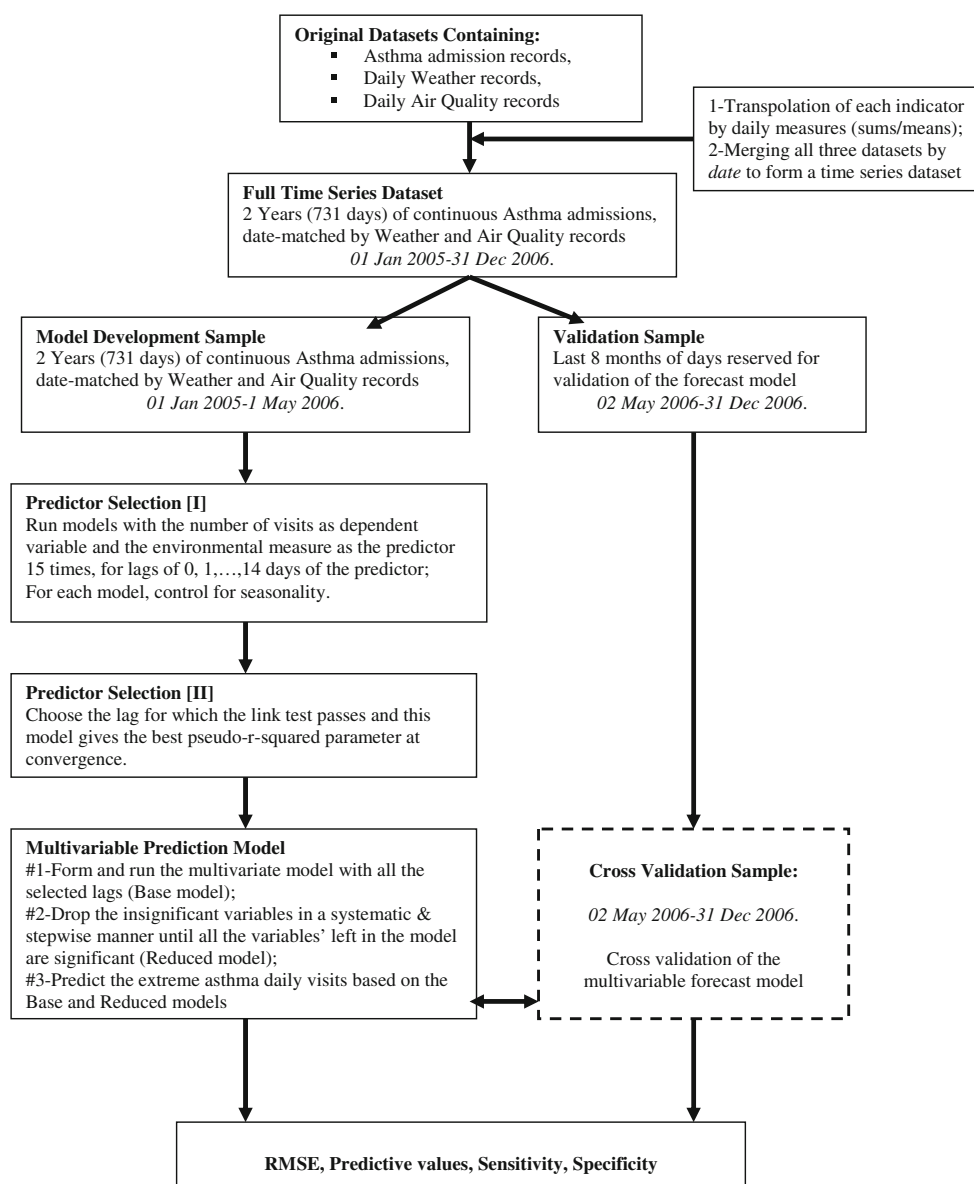 Original Datasets Containing:
▪ Asthma admission records,
▪ Daily Weather records,
▪ Daily Air Quality records
1-Transpolation of each indicator
by daily measures (sums/means);
2-Merging all three datasets by
date to form a time series dataset
Full Time Series Dataset
2 Years (731 days) of continuous Asthma admissions,
date-matched by Weather and Air Quality records
01 Jan 2005-31 Dec 2006.
Model Development Sample
2 Years (731 days) of continuous Asthma admissions,
date-matched by Weather and Air Quality records
01 Jan 2005-1 May 2006.
Validation Sample
Last 8 months of days reserved for
validation of the forecast model
02 May 2006-31 Dec 2006.
Predictor Selection [I]
Run models with the number of visits as dependent
variable and the environmental measure as the predictor
15 times, for lags of 0, 1,…,14 days of the predictor;
For each model, control for seasonality.
Predictor Selection [II]
Choose the lag for which the link test passes and this
model gives the best pseudo-r-squared parameter at
convergence.
Multivariable Prediction Model
#1-Form and run the multivariate model with all the
selected lags (Base model);
#2-Drop the insignificant variables in a systematic &
stepwise manner until all the variables’ left in the model
are significant (Reduced model);
#3-Predict the extreme asthma daily visits based on the
Base and Reduced models
Cross Validation Sample:
02 May 2006-31 Dec 2006.
Cross validation of the
multivariable forecast model
RMSE, Predictive values, Sensitivity, Specificity